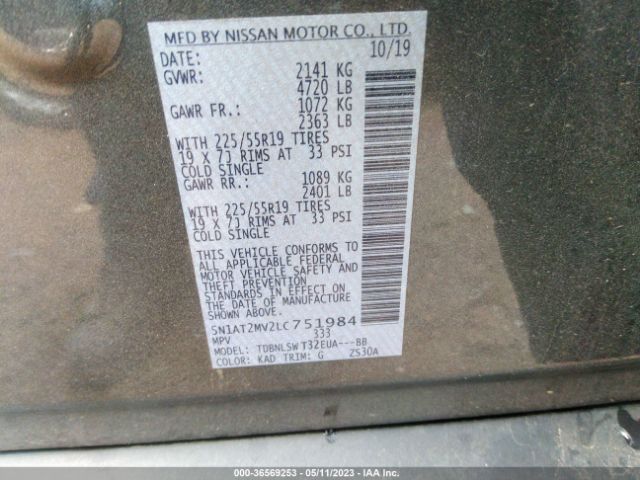 MFD BY NISSAN MOTOR CO., LTD.
DATE: 10/19
GVWR: 2141 KG
4720 LB
GAWR FR.: 1072 KG
2363 LB
WITH 225/55R19 TIRES
19 X 7J RIMS AT 33 PSI
COLD SINGLE
GAWR RR.: 1089 KG
2401 LB
WITH 225/55R19 TIRES
19 X 7J RIMS AT 33 PSI
COLD SINGLE
THIS VEHICLE CONFORMS TO
ALL APPLICABLE FEDERAL
MOTOR VEHICLE SAFETY AND
THEFT PREVENTION
STANDARDS IN EFFECT ON
THE DATE OF MANUFACTURE
SHOWN ABOVE.
5N1AT2MV2LC751984
MPV 333
MODEL: TDBNLSW T32EUA---BB
COLOR: KAD TRIM: G ZS30A
000-36569253 - 05/11/2023 - IAA Inc.